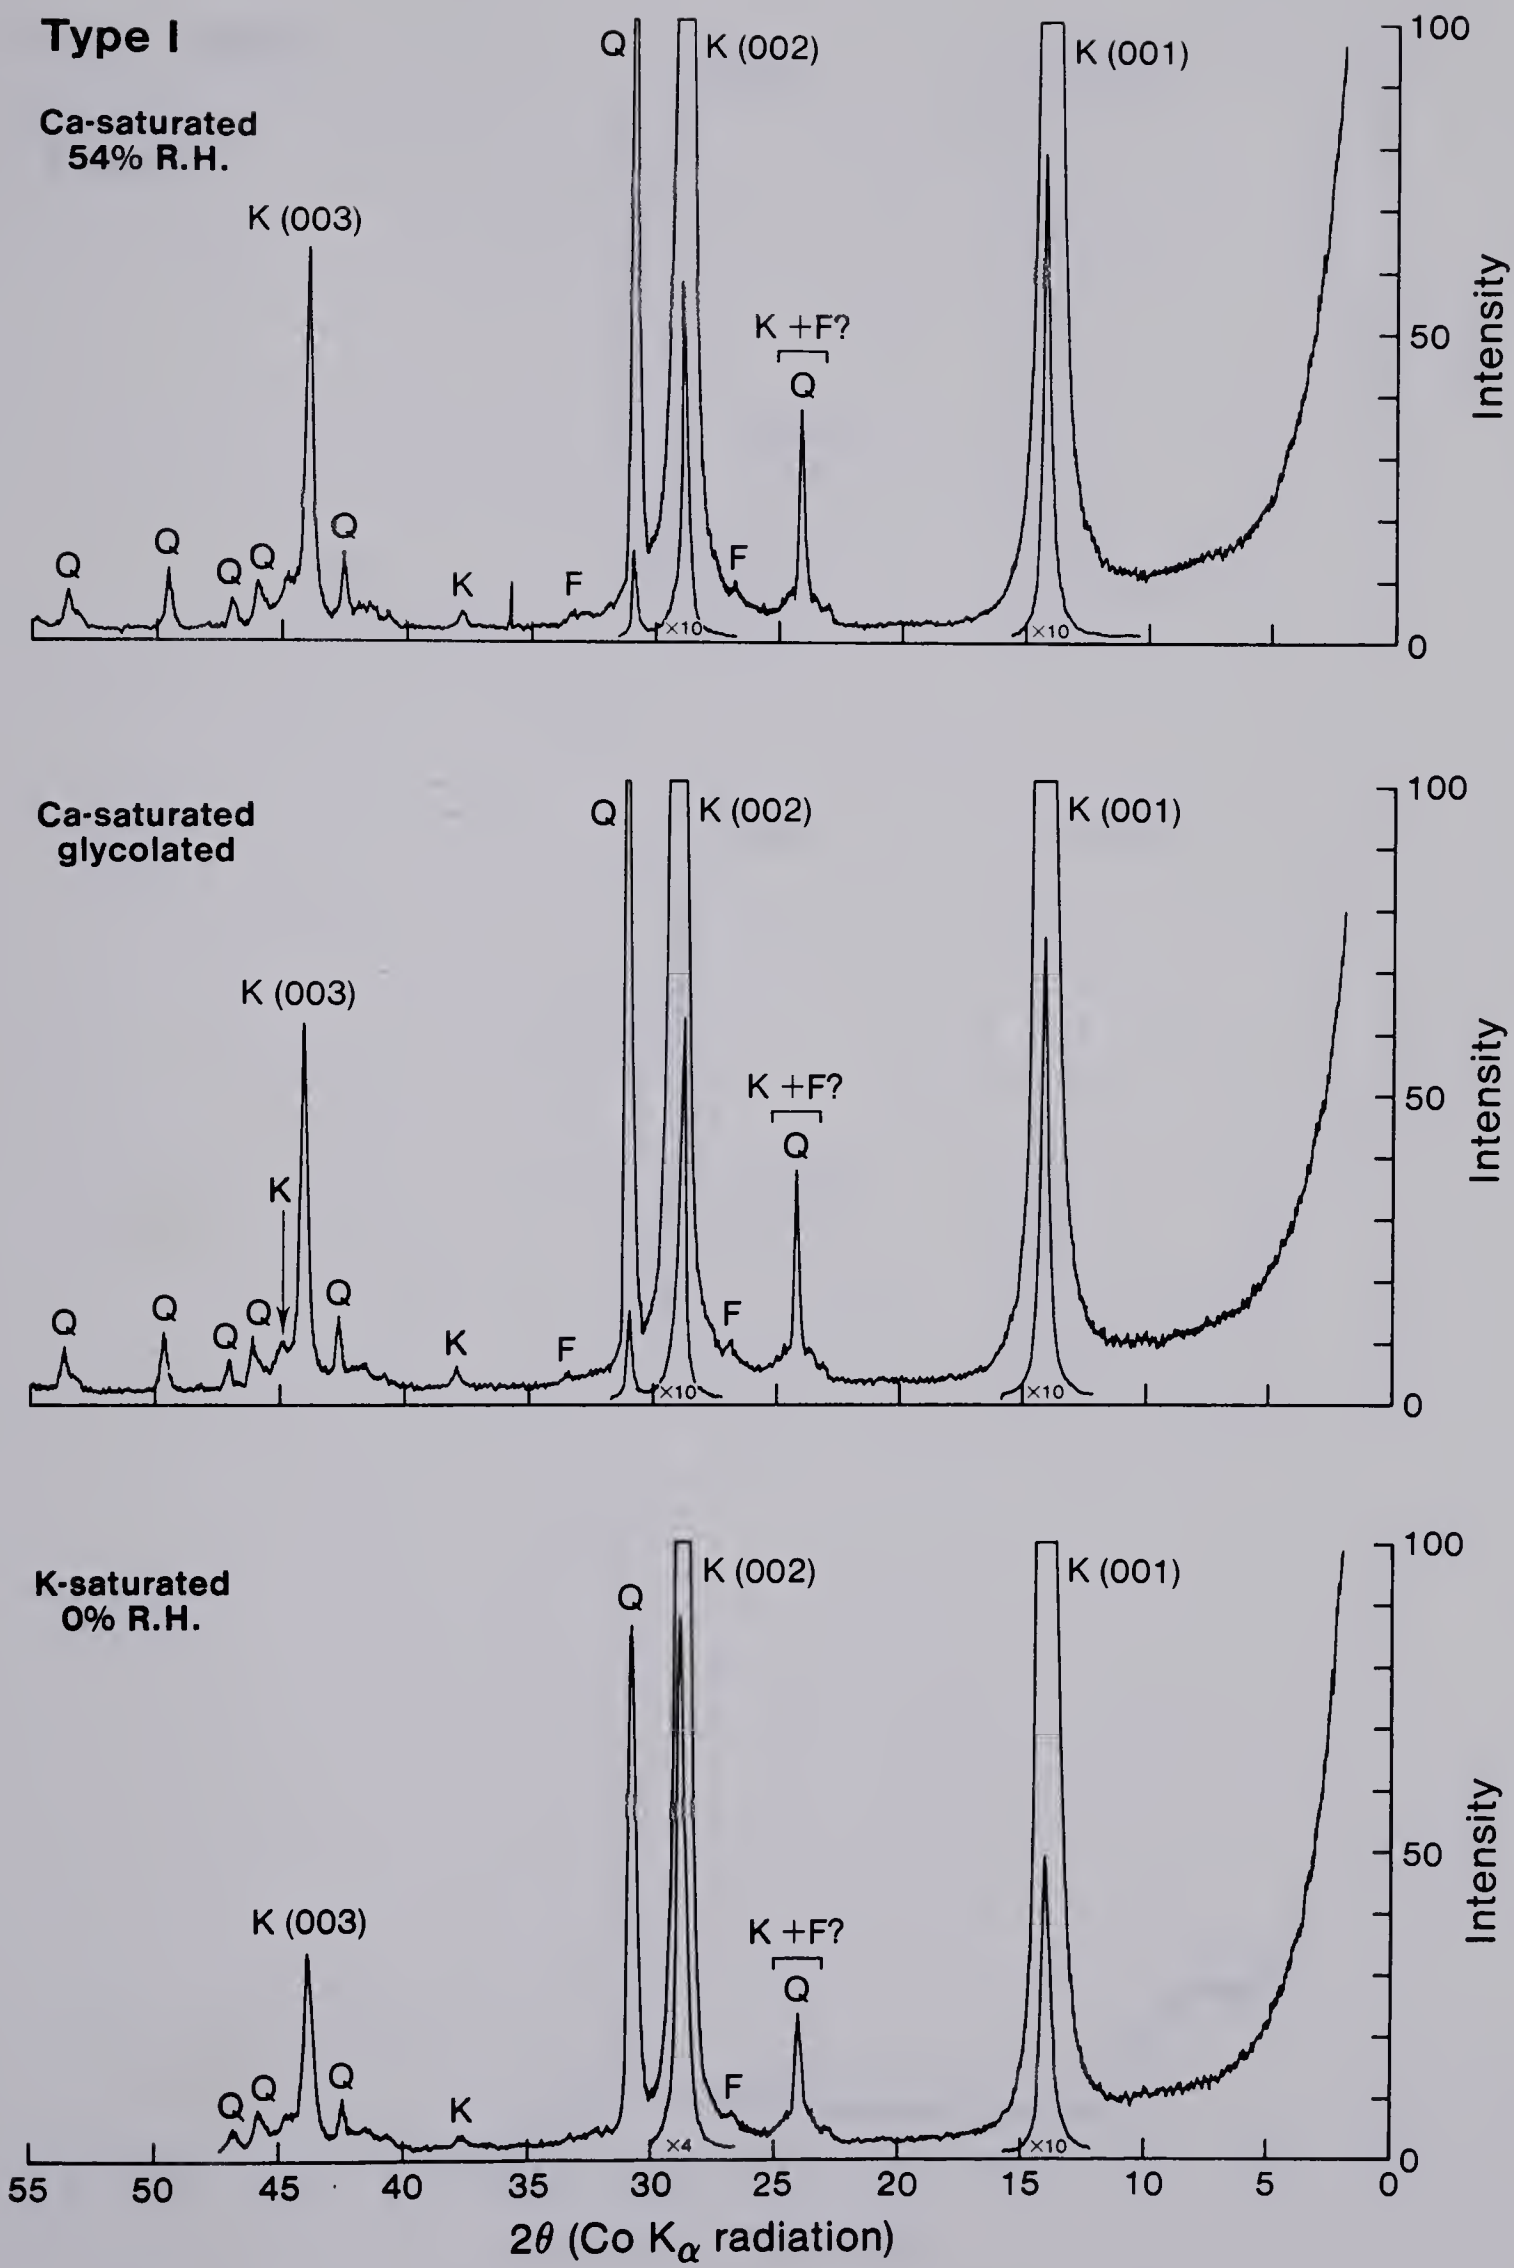 Type I
Ca-saturated
54% R.H.
Q
K (002)
K (001)
100
K (003)
K +F?
Q
50
Intensity
Q
Q
Q
Q
Q
K
F
F
×10
×10
0
Ca-saturated
glycolated
Q
K (002)
K (001)
100
K (003)
K +F?
Q
50
Intensity
K
Q
Q
Q
Q
Q
K
F
F
×10
×10
0
K-saturated
0% R.H.
Q
K (002)
K (001)
100
K (003)
K +F?
Q
50
Intensity
Q
Q
Q
K
F
×4
×10
0
55 50 45 40 35 30 25 20 15 10 5 0
2θ (Co Kα radiation)